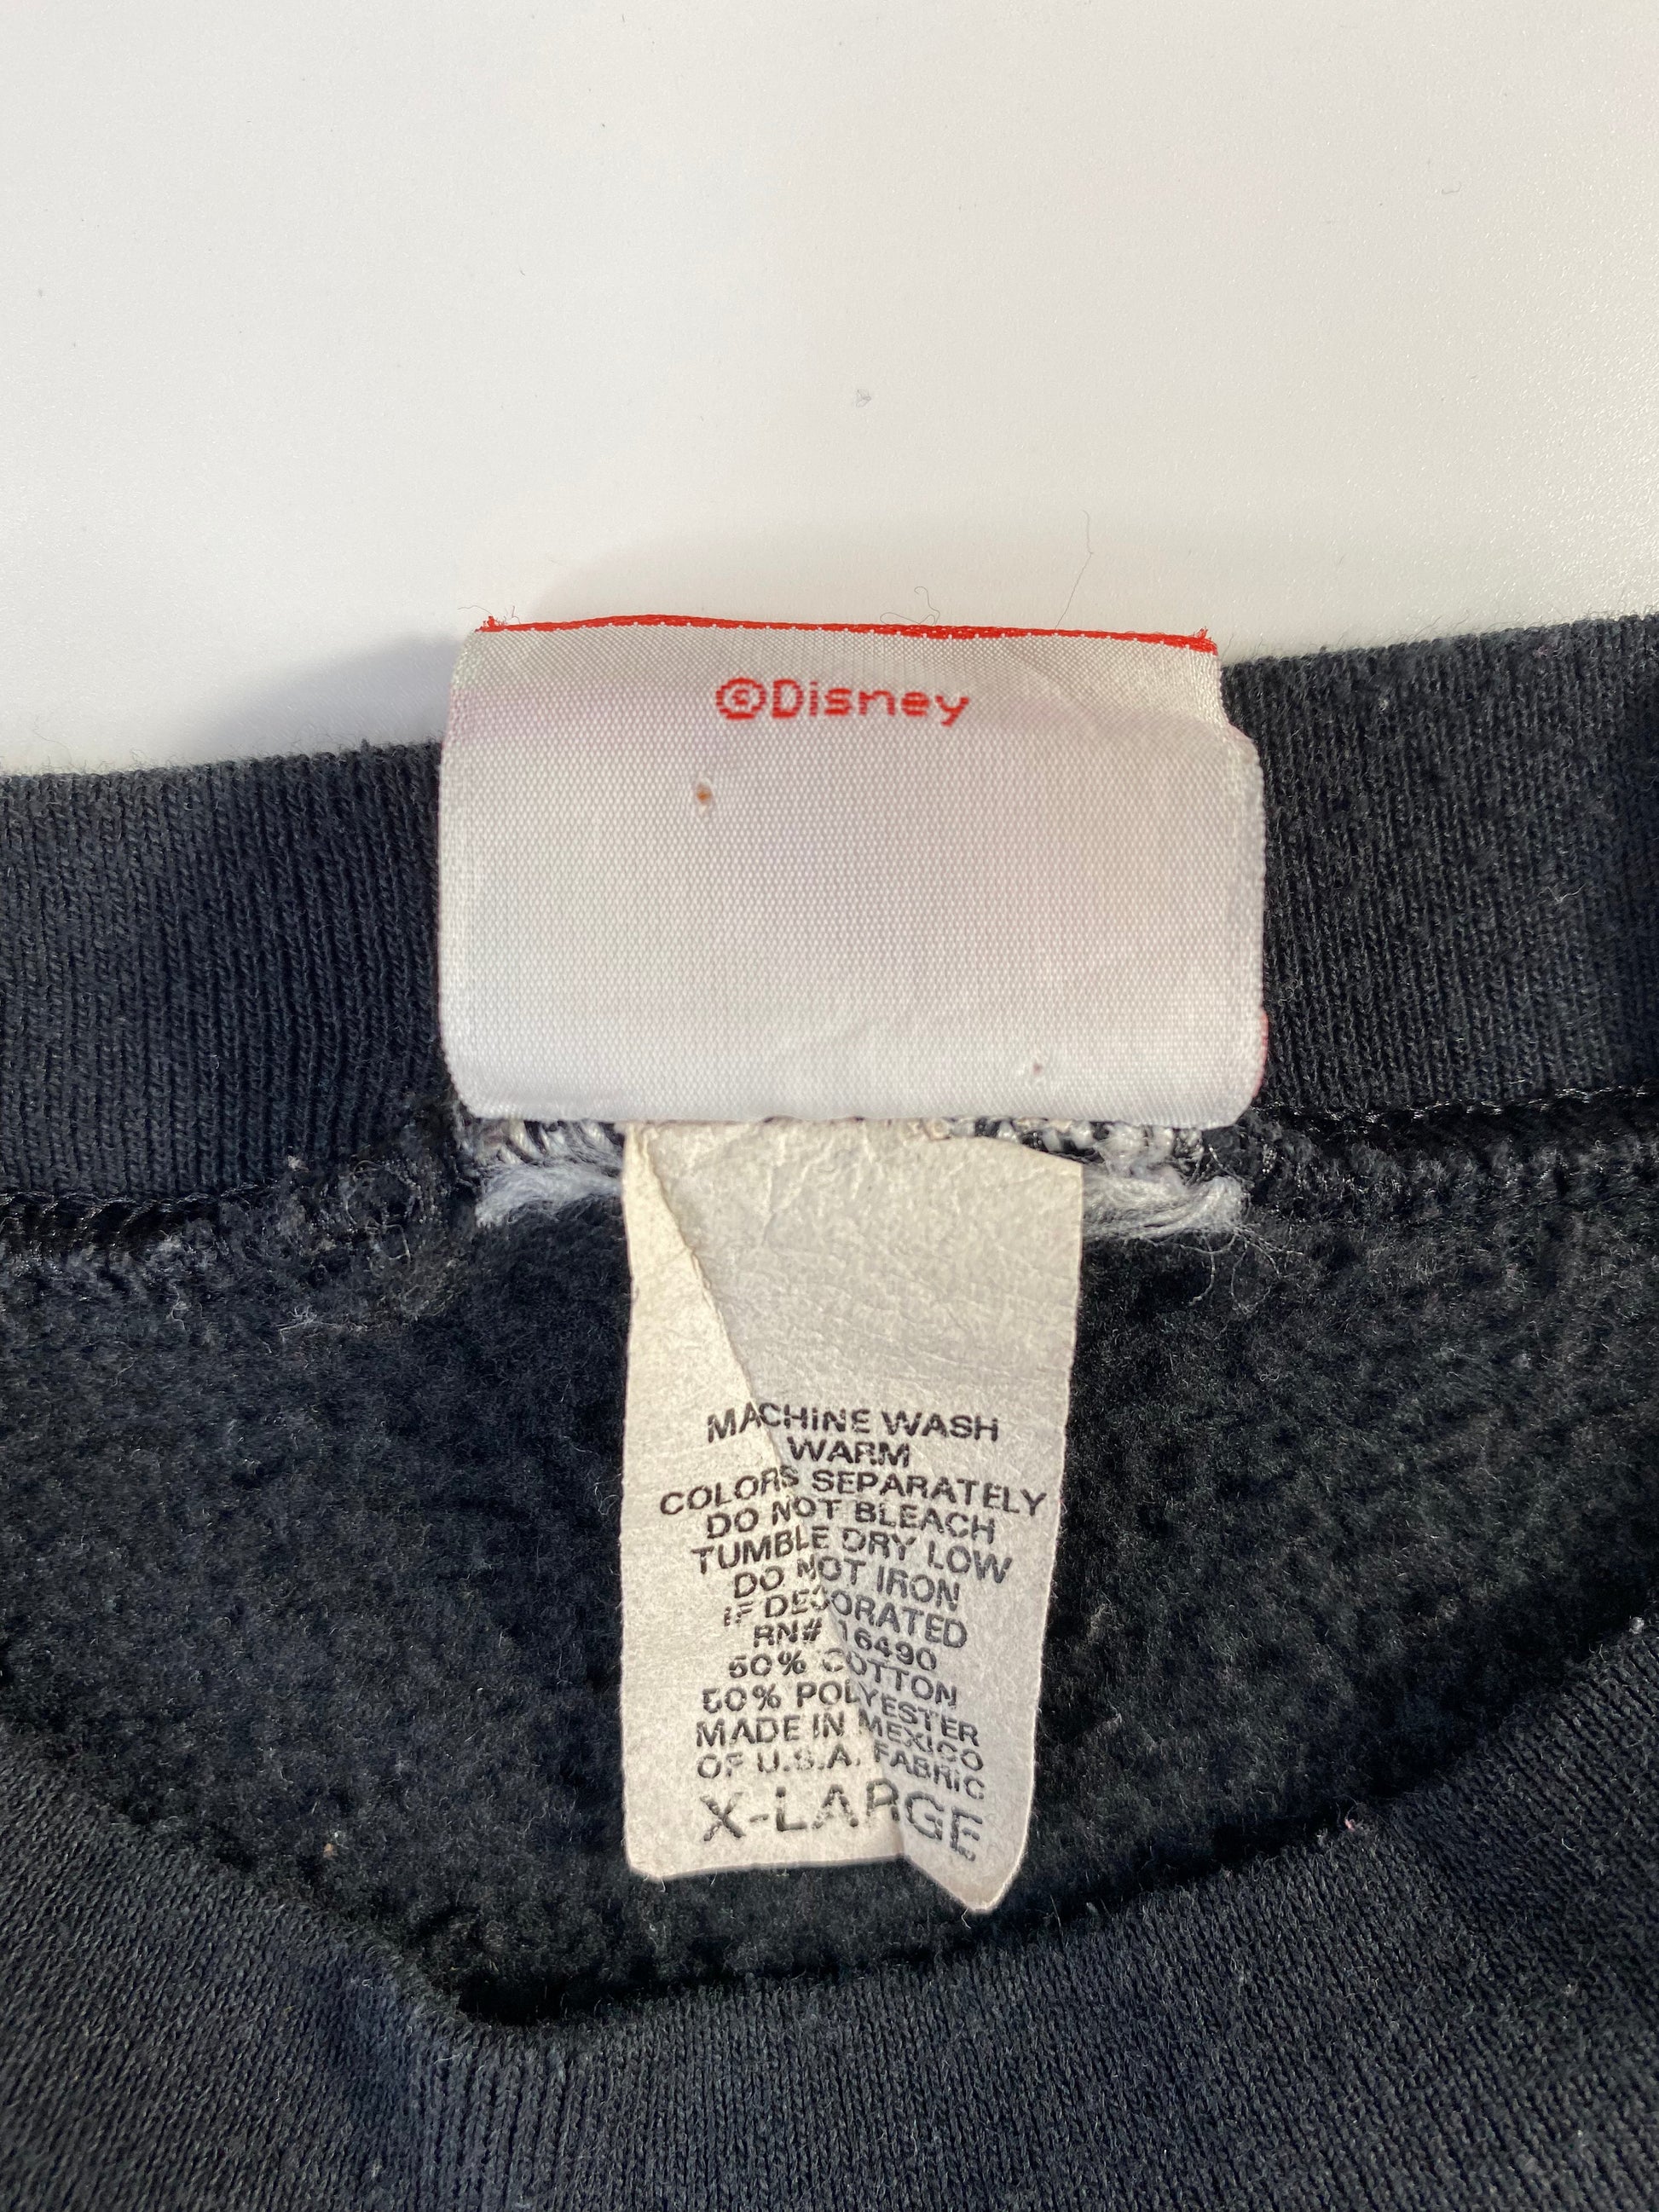 ©Disney
MACHINE WASH
WARM
COLORS SEPARATELY
DO NOT BLEACH
TUMBLE DRY LOW
DO NOT IRON
IF DECORATED
RN# 16490
50% COTTON
50% POLYESTER
MADE IN MEXICO
OF U.S.A. FABRIC
X-LARGE